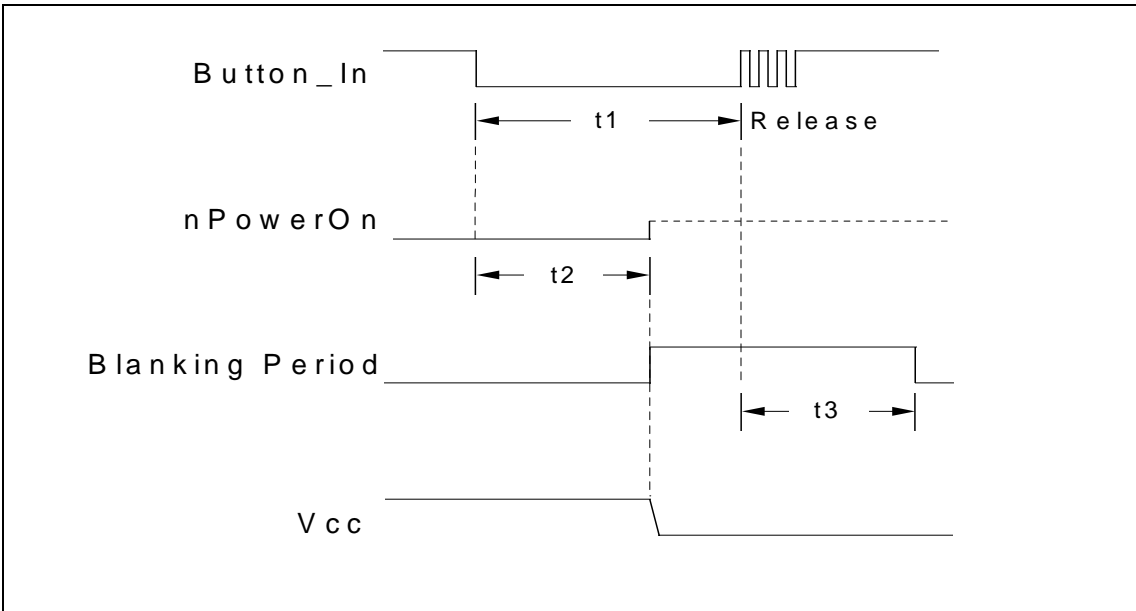 Button_In
t1
Release
nPowerOn
t2
Blanking Period
t3
Vcc